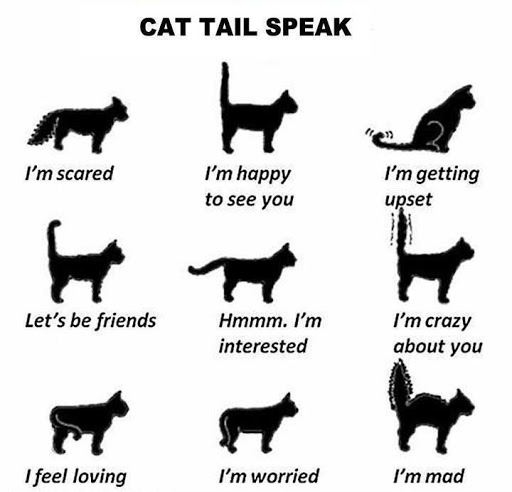 CAT TAIL SPEAK
I'm scared
I'm happy
to see you
I'm getting
upset
Let's be friends
Hmmm. I'm
interested
I'm crazy
about you
I feel loving
I'm worried
I'm mad